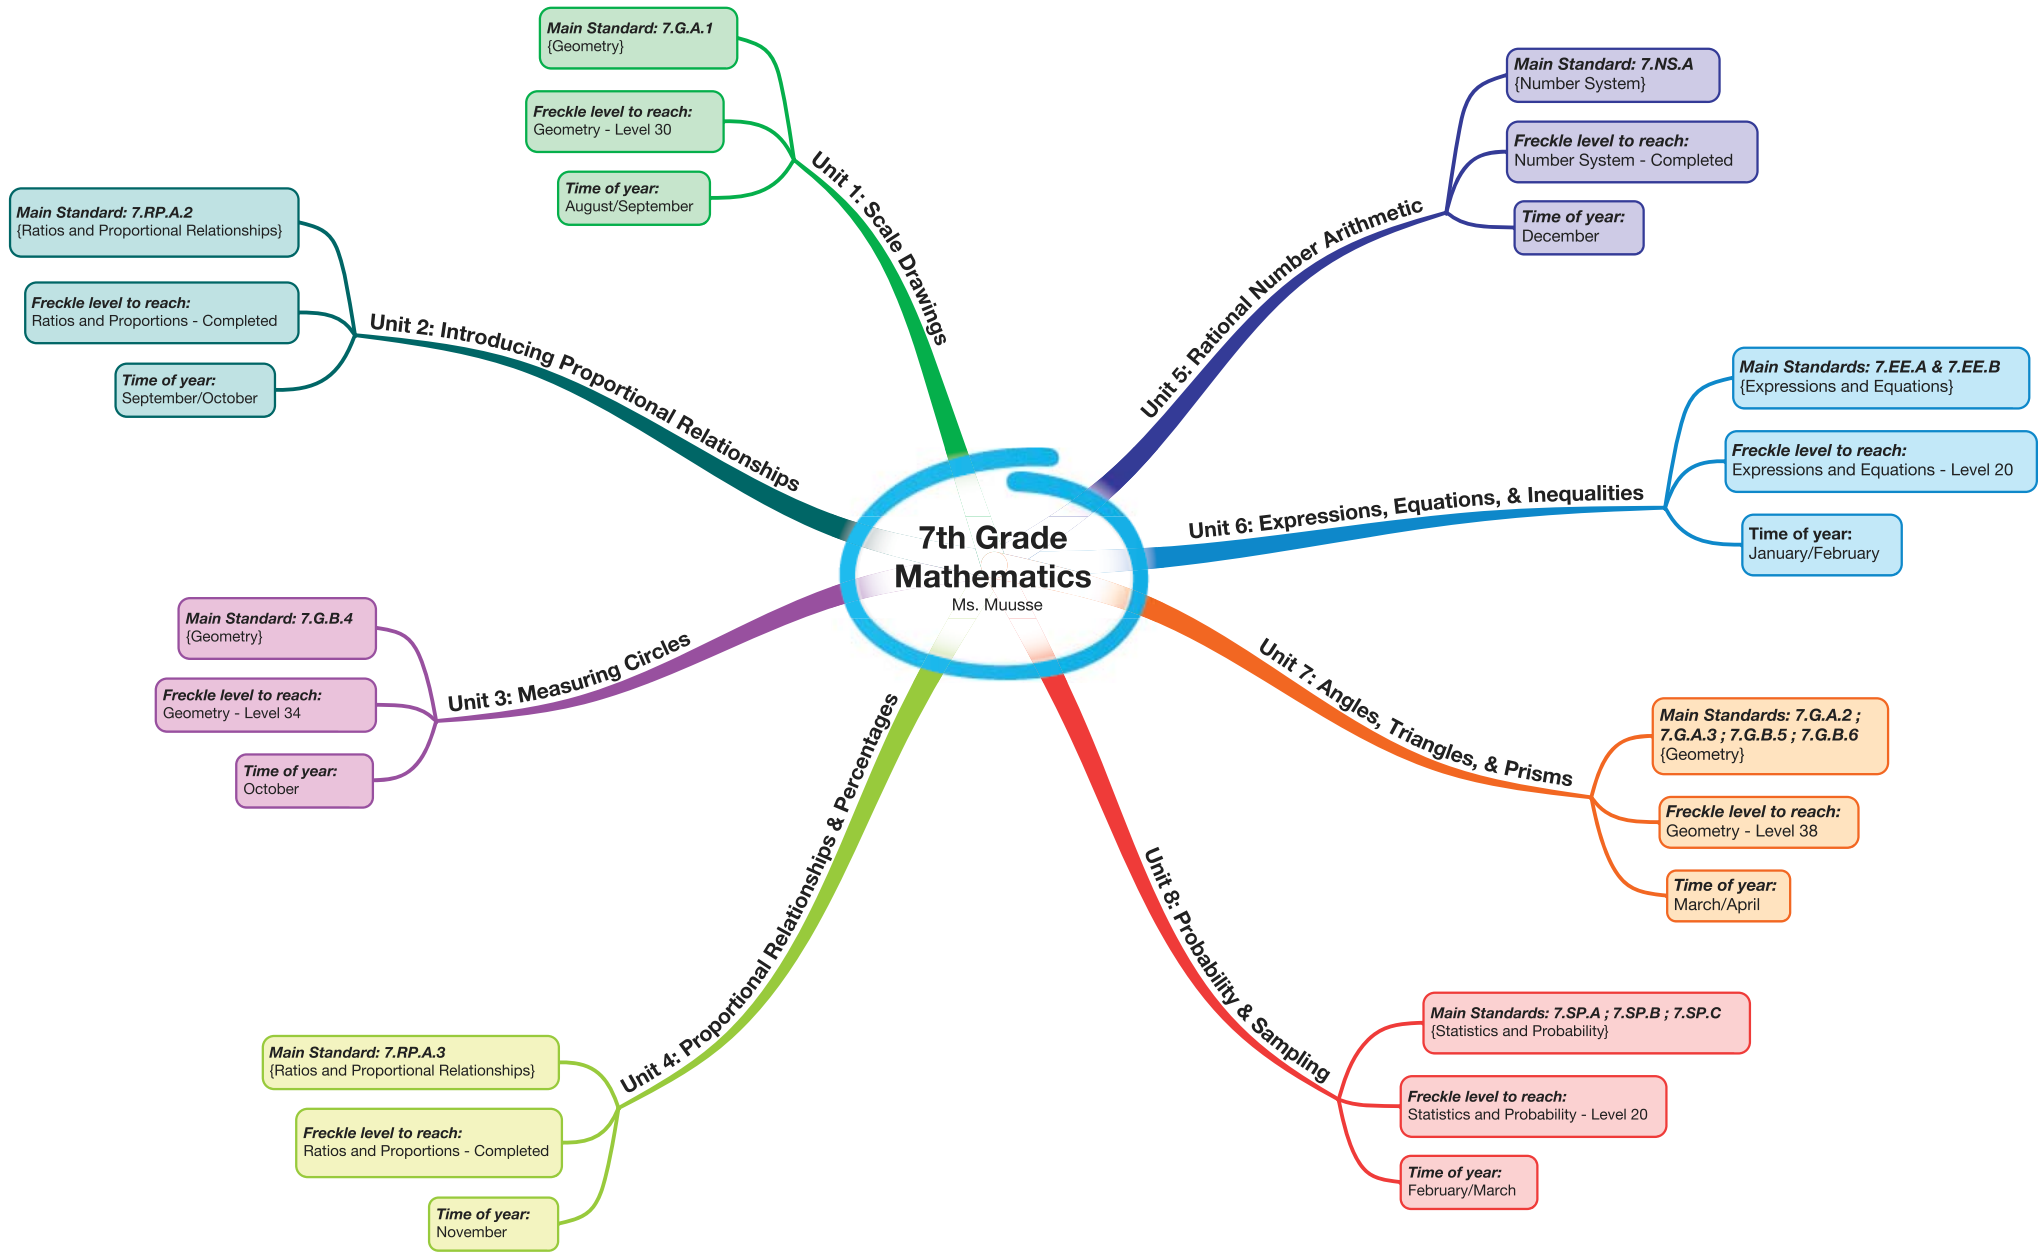 7th Grade
Mathematics
Ms. Muusse
Unit 1: Scale Drawings
Main Standard: 7.G.A.1
{Geometry}
Freckle level to reach:
Geometry - Level 30
Time of year:
August/September
Unit 2: Introducing Proportional Relationships
Main Standard: 7.RP.A.2
{Ratios and Proportional Relationships}
Freckle level to reach:
Ratios and Proportions - Completed
Time of year:
September/October
Unit 3: Measuring Circles
Main Standard: 7.G.B.4
{Geometry}
Freckle level to reach:
Geometry - Level 34
Time of year:
October
Unit 4: Proportional Relationships & Percentages
Main Standard: 7.RP.A.3
{Ratios and Proportional Relationships}
Freckle level to reach:
Ratios and Proportions - Completed
Time of year:
November
Unit 5: Rational Number Arithmetic
Main Standard: 7.NS.A
{Number System}
Freckle level to reach:
Number System - Completed
Time of year:
December
Unit 6: Expressions, Equations, & Inequalities
Main Standards: 7.EE.A & 7.EE.B
{Expressions and Equations}
Freckle level to reach:
Expressions and Equations - Level 20
Time of year:
January/February
Unit 7: Angles, Triangles, & Prisms
Main Standards: 7.G.A.2 ;
7.G.A.3 ; 7.G.B.5 ; 7.G.B.6
{Geometry}
Freckle level to reach:
Geometry - Level 38
Time of year:
March/April
Unit 8: Probability & Sampling
Main Standards: 7.SP.A ; 7.SP.B ; 7.SP.C
{Statistics and Probability}
Freckle level to reach:
Statistics and Probability - Level 20
Time of year:
February/March